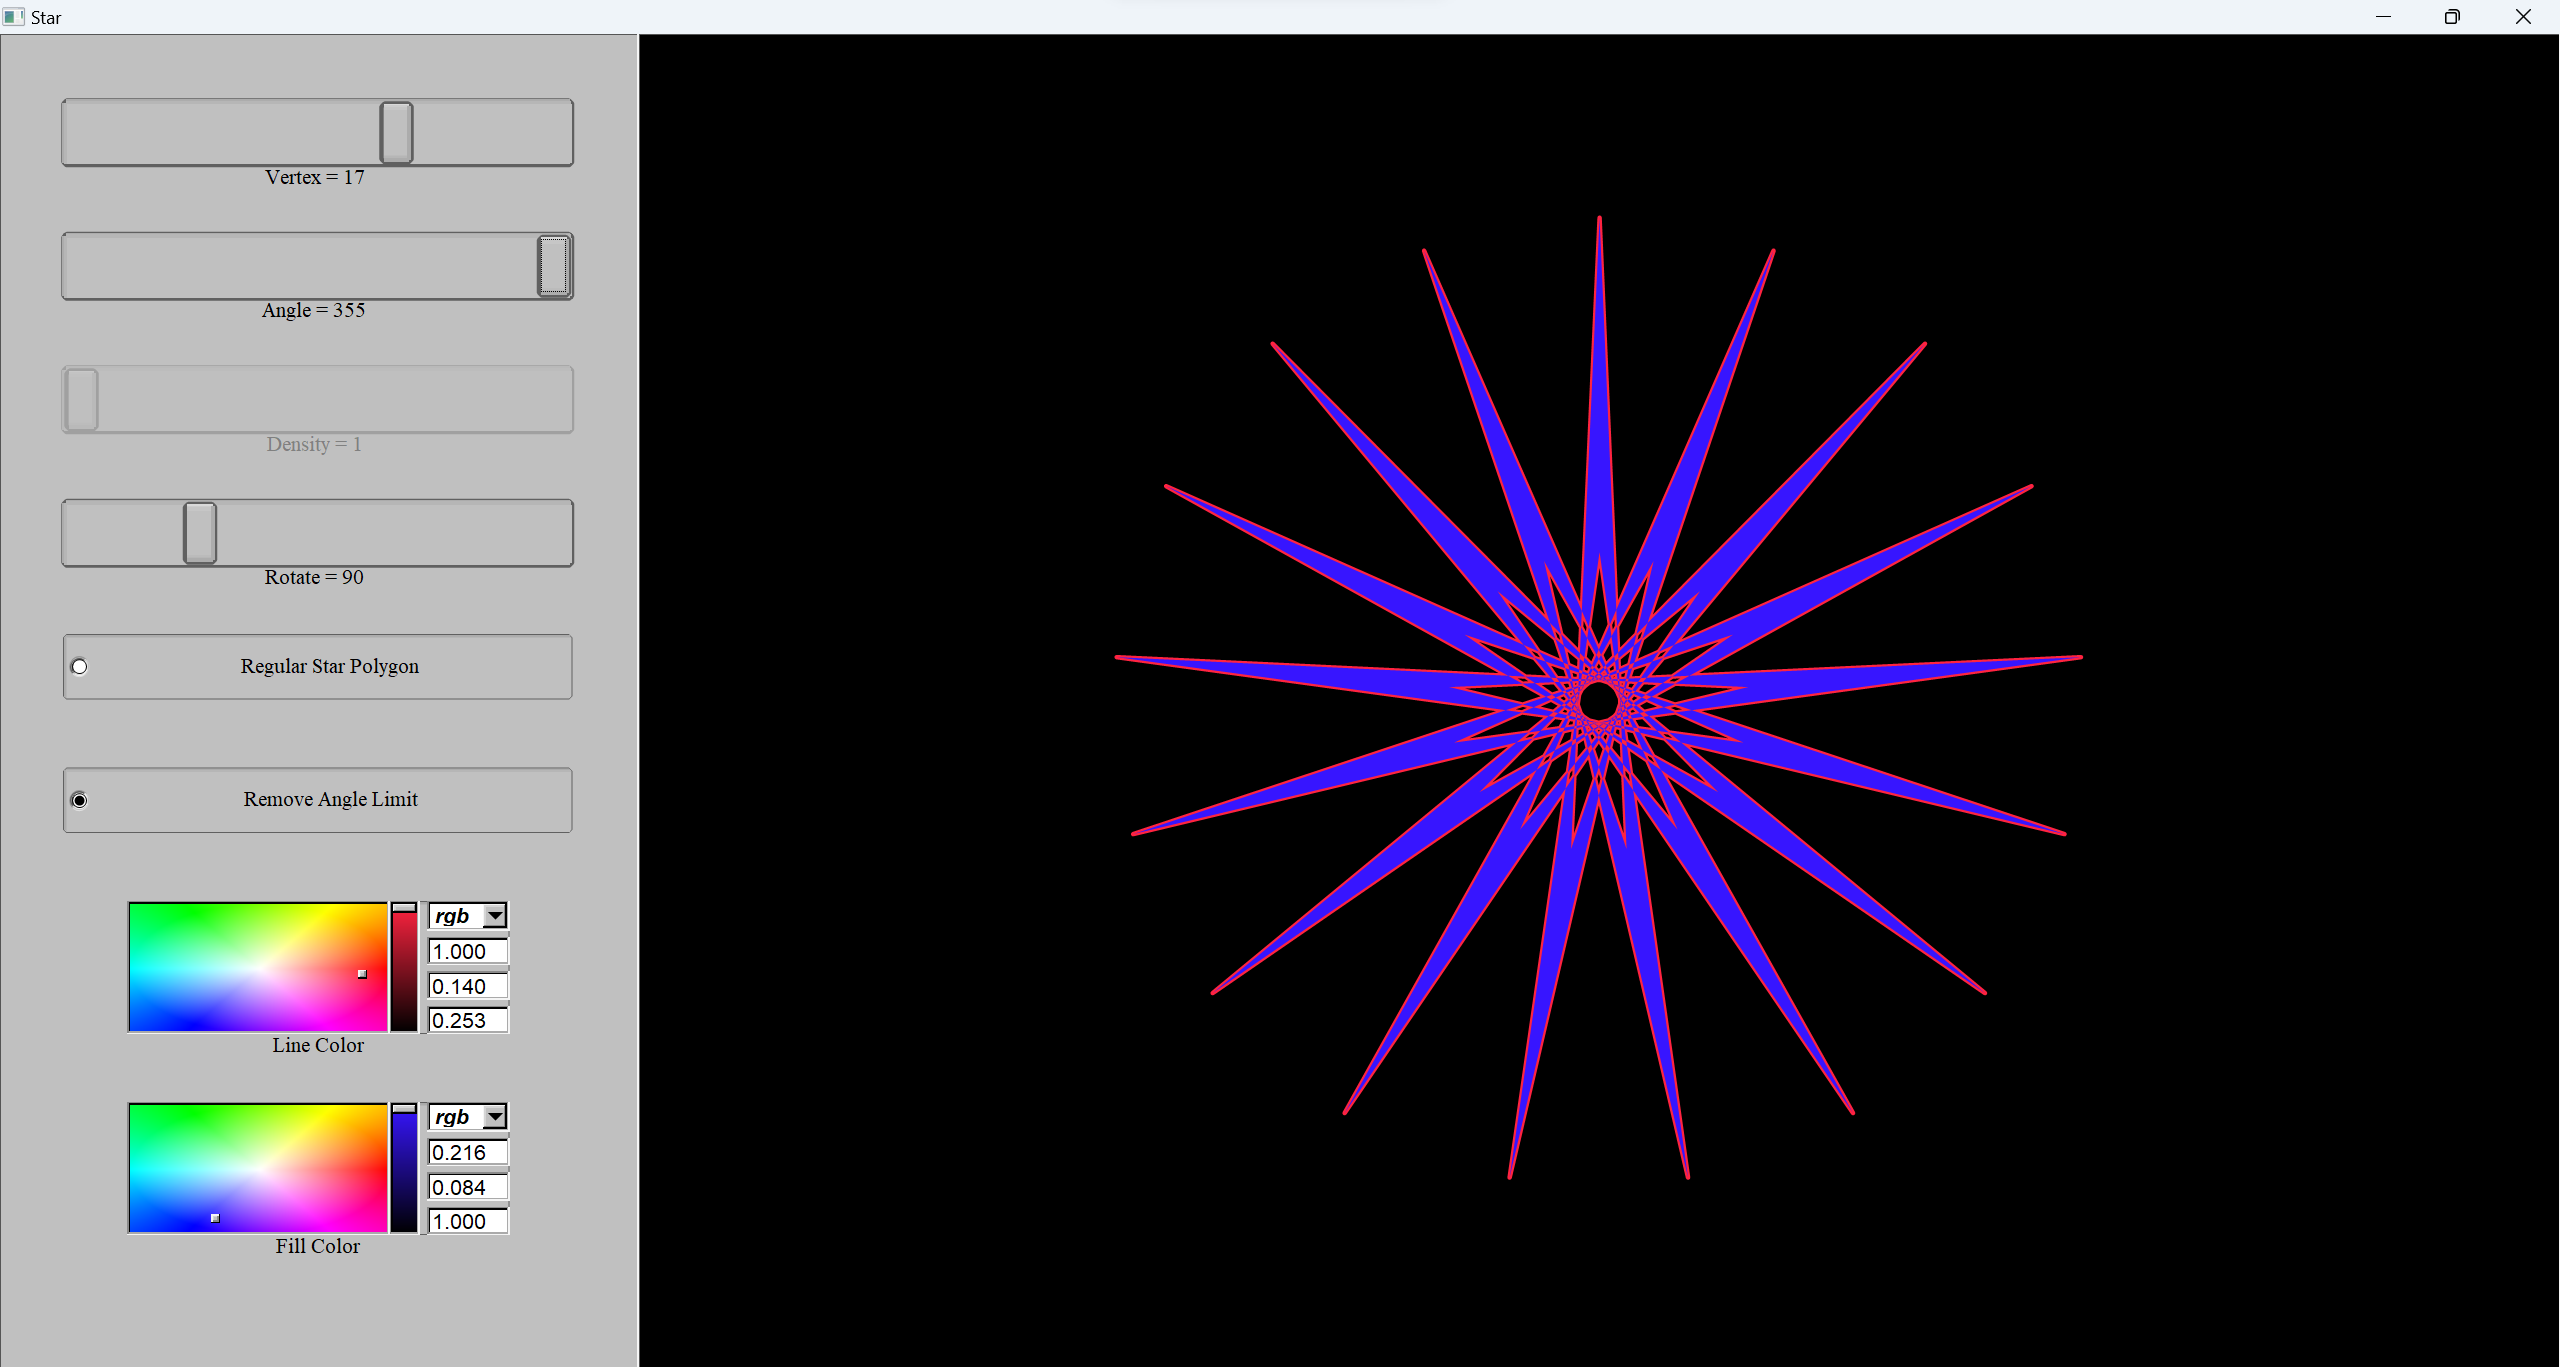 Star
Vertex = 17
Angle = 355
Density = 1
Rotate = 90
Regular Star Polygon
Remove Angle Limit
rgb
1.000
0.140
0.253
Line Color
rgb
0.216
0.084
1.000
Fill Color